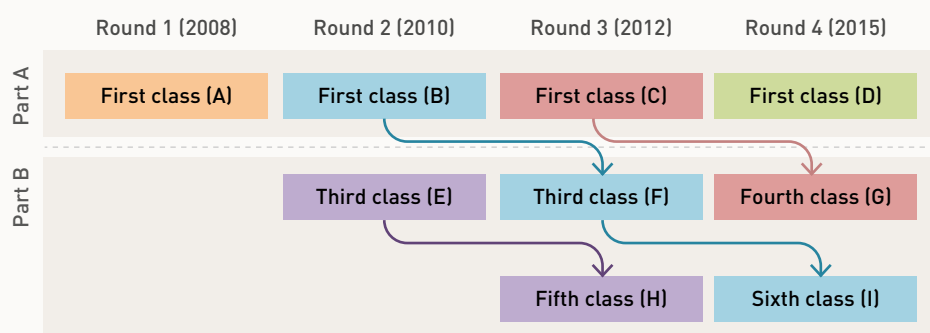 Round 1 (2008)
Round 2 (2010)
Round 3 (2012)
Round 4 (2015)
Part A
First class (A)
First class (B)
First class (C)
First class (D)
Part B
Third class (E)
Third class (F)
Fourth class (G)
Fifth class (H)
Sixth class (I)